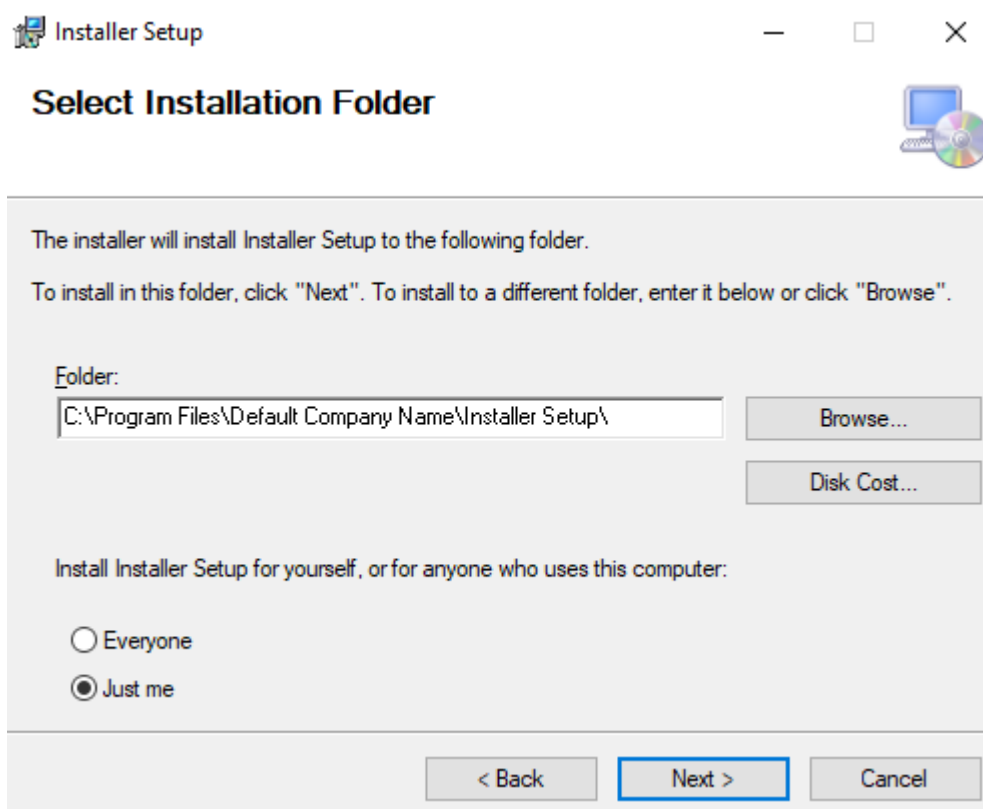 Installer Setup
Select Installation Folder
The installer will install Installer Setup to the following folder.
To install in this folder, click "Next". To install to a different folder, enter it below or click "Browse".
Folder:
C:\Program Files\Default Company Name\Installer Setup\
Browse...
Disk Cost...
Install Installer Setup for yourself, or for anyone who uses this computer:
Everyone
Just me
< Back
Next >
Cancel